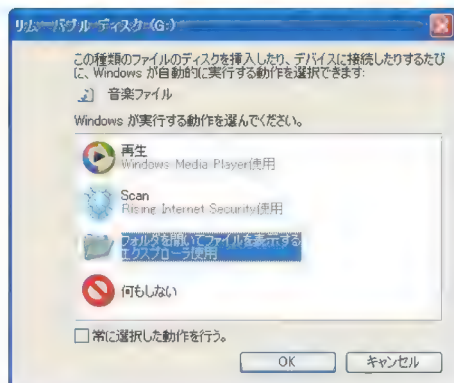 リムーバブル ディスク (G:)
この種類のファイルのディスクを挿入したり、デバイスに接続したりするたび
に、Windows が自動的に実行する動作を選択できます:
音楽ファイル
Windows が実行する動作を選んでください。
再生
Windows Media Player使用
Scan
Rising Internet Security使用
フォルダを開いてファイルを表示する
エクスプローラ使用
何もしない
常に選択した動作を行う。
OK
キャンセル